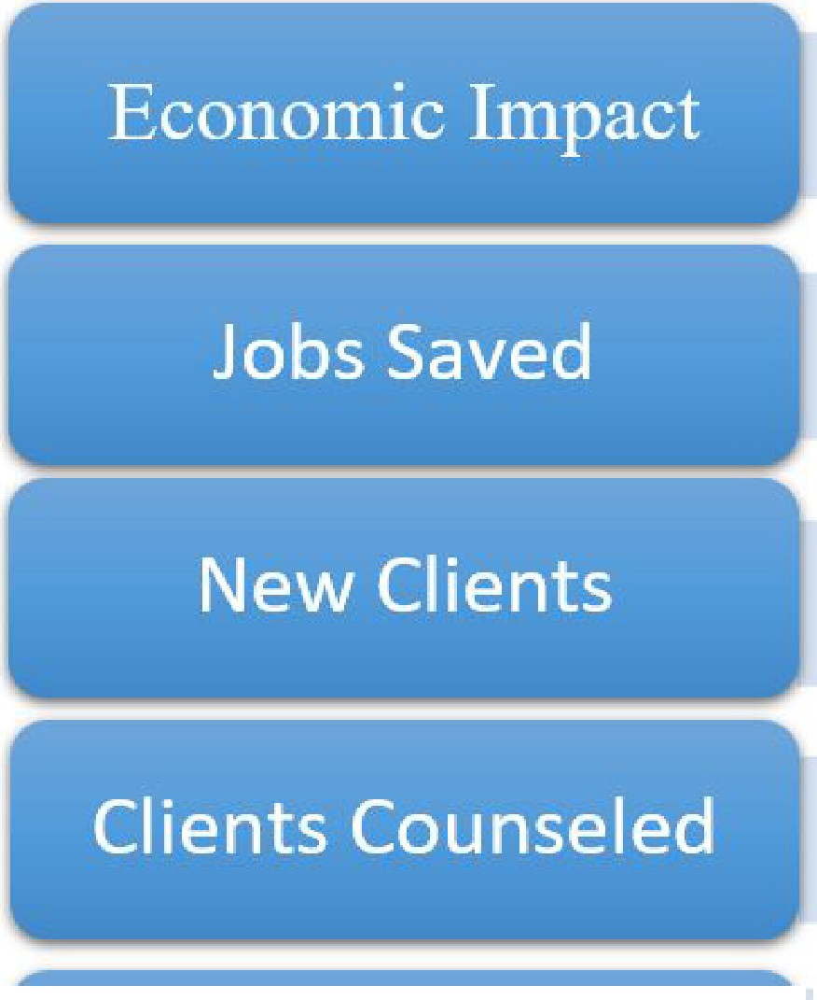 Economic Impact
Jobs Saved
New Clients
Clients Counseled